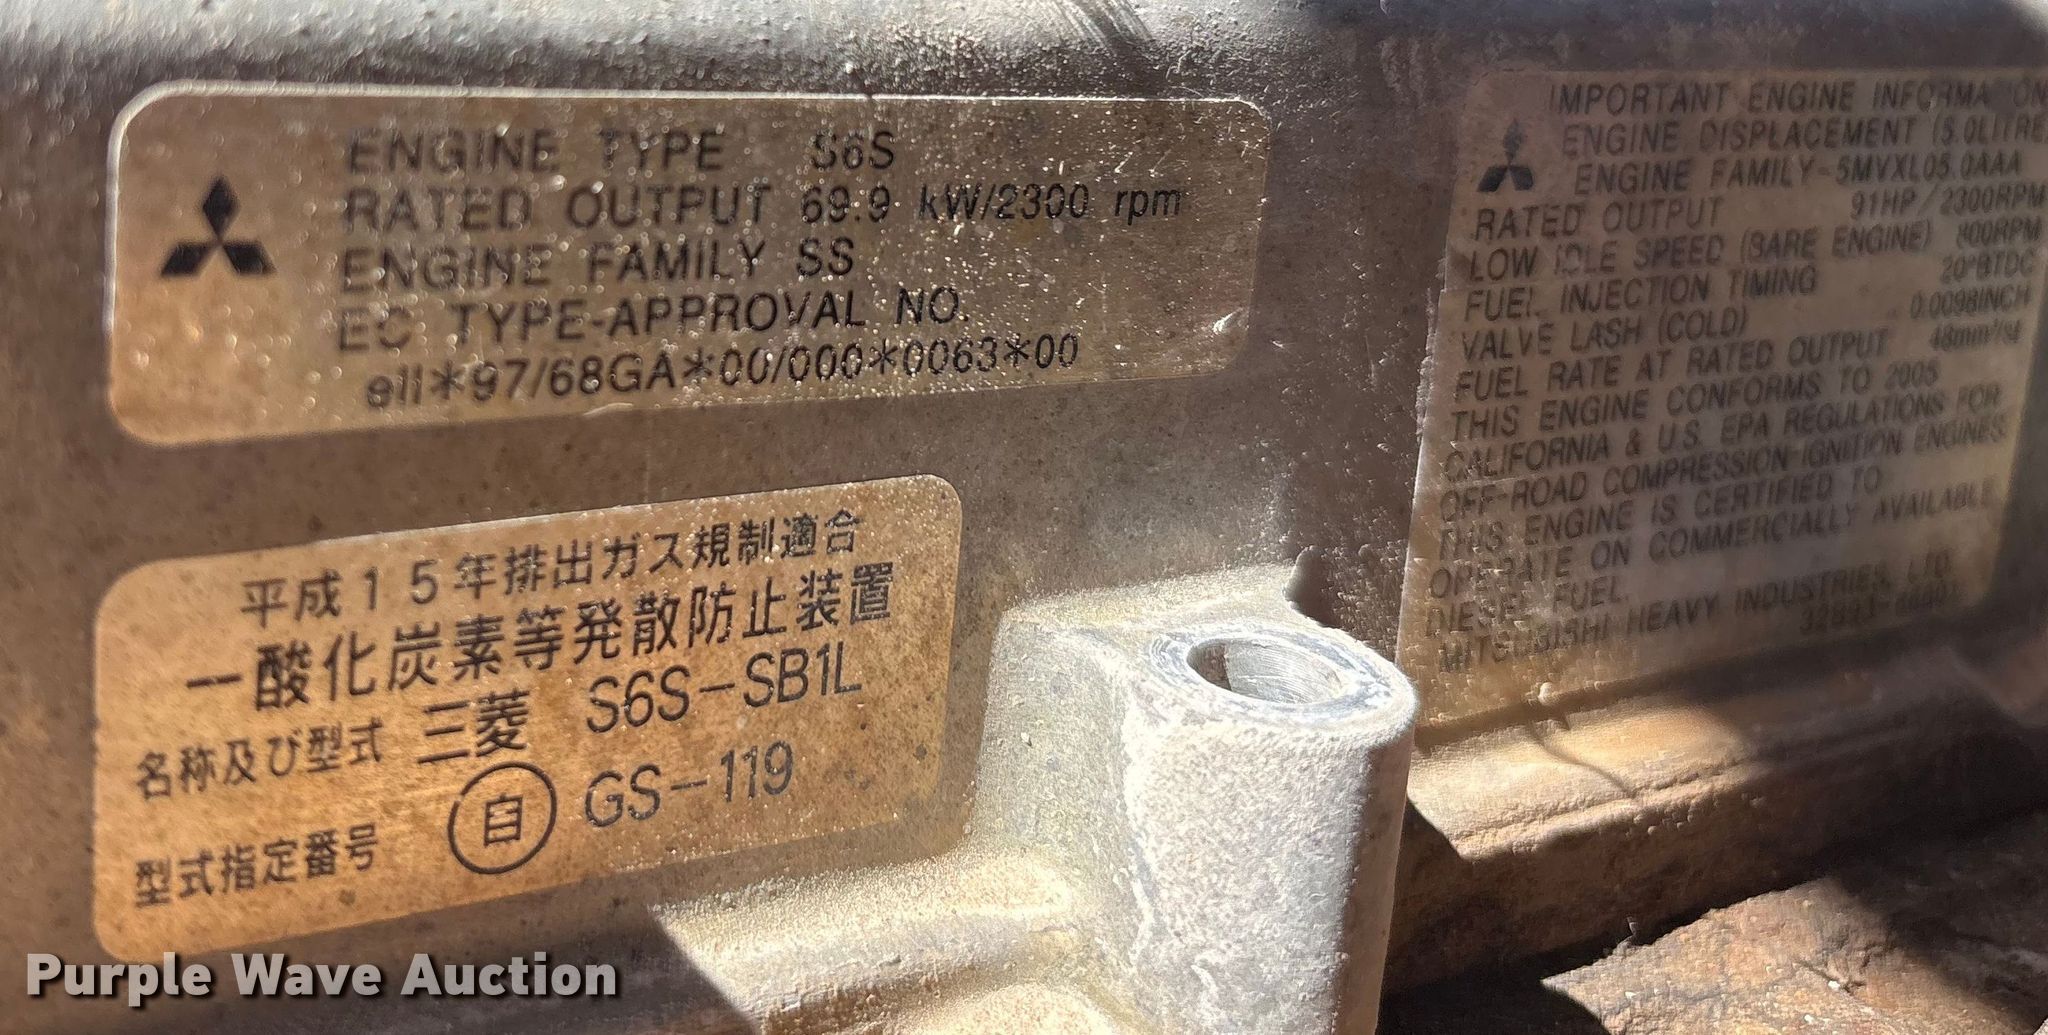 ENGINE TYPE S6S
RATED OUTPUT 69.9 kW/2300 rpm
ENGINE FAMILY SS
EC TYPE-APPROVAL NO.
e11*97/68GA*00/000*0063*00
平成15年排出ガス規制適合
一酸化炭素等発散防止装置
名称及び型式 三菱 S6S-SB1L
型式指定番号 自 GS-119
IMPORTANT ENGINE INFORMATION
ENGINE DISPLACEMENT (5.0LITRE)
ENGINE FAMILY-5MVXL05.0AAA
RATED OUTPUT 91HP/2300RPM
LOW IDLE SPEED (BARE ENGINE) 800RPM
FUEL INJECTION TIMING 20°BTDC
VALVE LASH (COLD) 0.0098INCH
FUEL RATE AT RATED OUTPUT 48mm³/st
THIS ENGINE CONFORMS TO 2005
CALIFORNIA & U.S. EPA REGULATIONS FOR
OFF-ROAD COMPRESSION-IGNITION ENGINES.
THIS ENGINE IS CERTIFIED TO
OPERATE ON COMMERCIALLY AVAILABLE
DIESEL FUEL.
MITSUBISHI HEAVY INDUSTRIES, LTD.
Purple Wave Auction